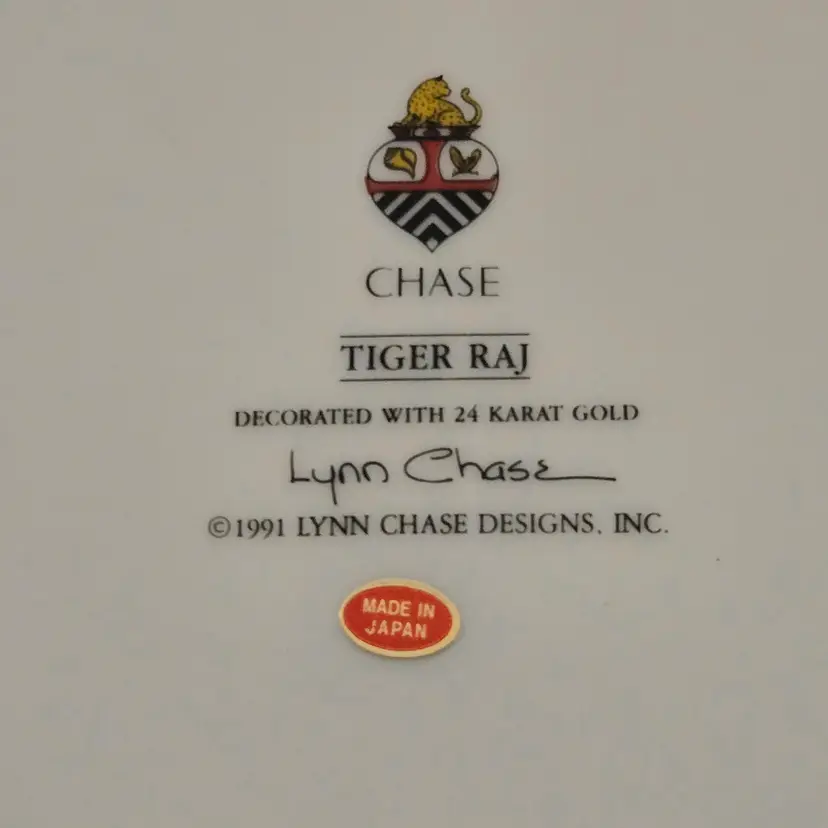 CHASE
TIGER RAJ
DECORATED WITH 24 KARAT GOLD
Lynn Chase
©1991 LYNN CHASE DESIGNS, INC.
MADE IN
JAPAN